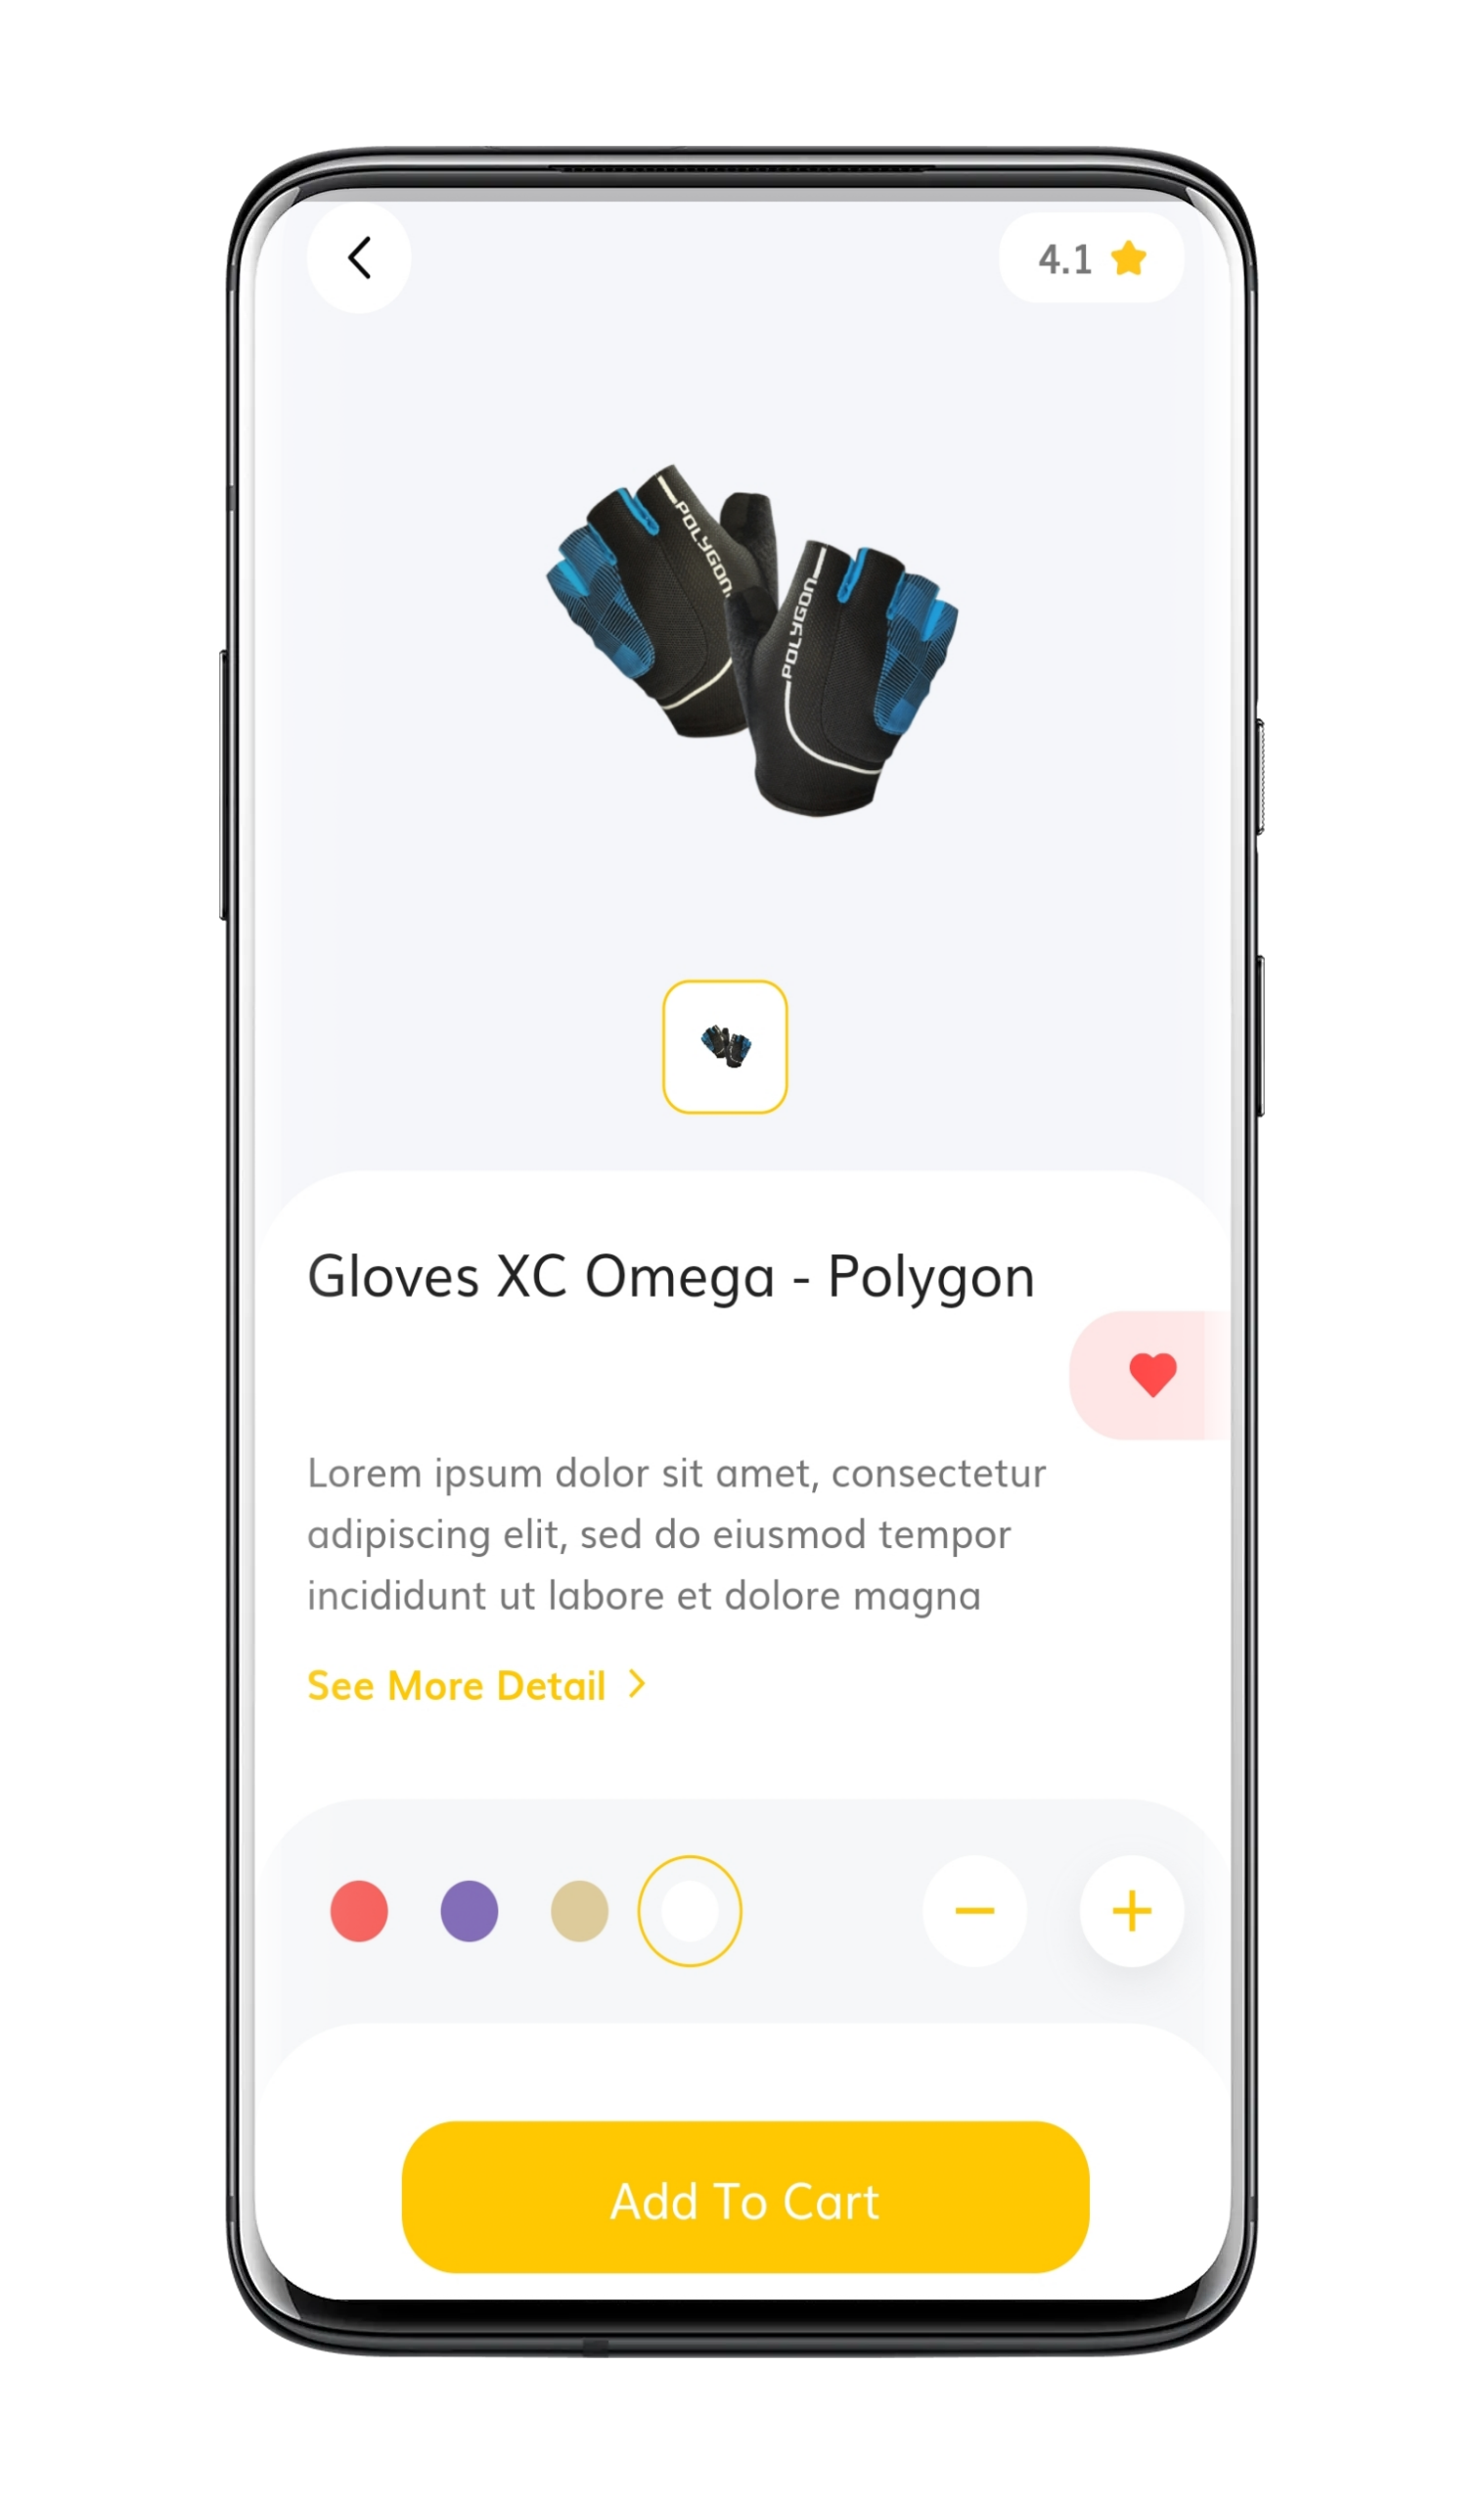 4.1
POLYGON
POLYGON
Gloves XC Omega - Polygon
Lorem ipsum dolor sit amet, consectetur
adipiscing elit, sed do eiusmod tempor
incididunt ut labore et dolore magna
See More Detail
Add To Cart